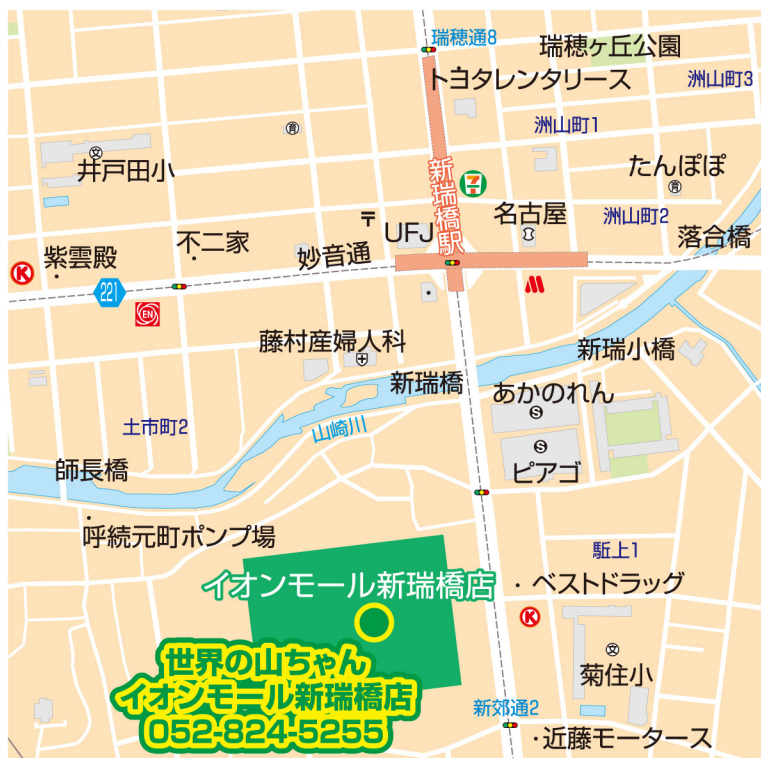 瑞穂通8
瑞穂ヶ丘公園
トヨタレンタリース
洲山町3
洲山町1
井戸田小
たんぽぽ
新瑞橋駅
7
名古屋
洲山町2
〒
UFJ
落合橋
不二家
妙音通
紫雲殿
K
221
EN
藤村産婦人科
新瑞小橋
新瑞橋
あかのれん
S
土市町2
山崎川
S
師長橋
ピアゴ
呼続元町ポンプ場
駈上1
イオンモール新瑞橋店
ベストドラッグ
K
世界の山ちゃん
イオンモール新瑞橋店
052-824-5255
菊住小
新郊通2
近藤モータース